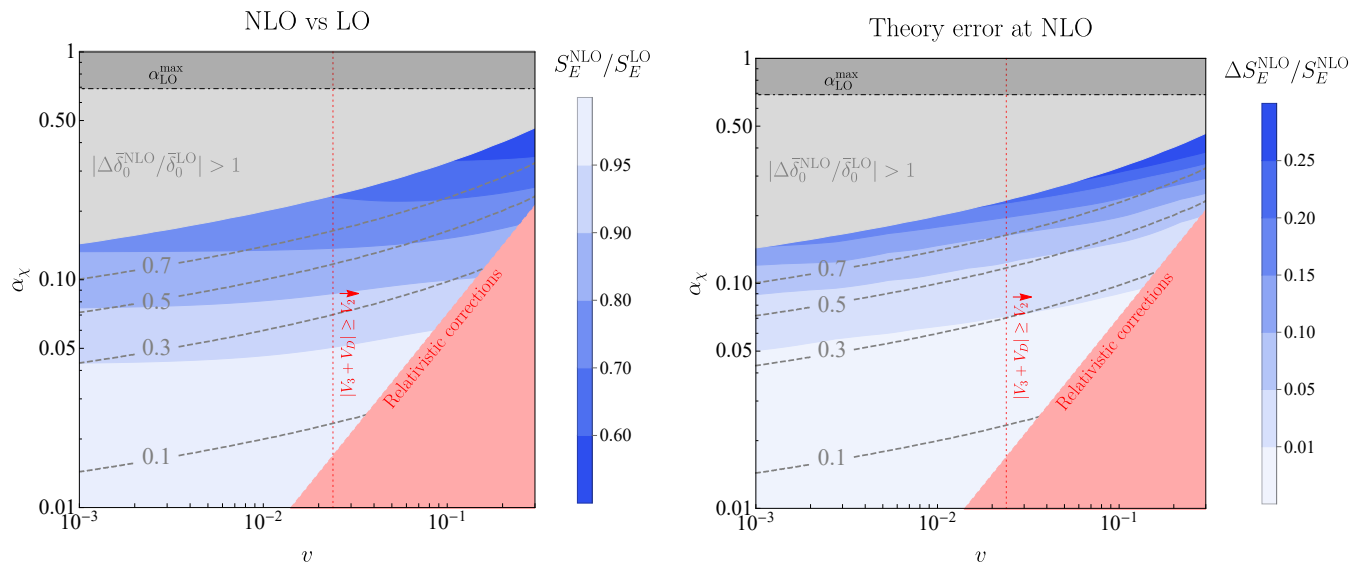 NLO vs LO
S_E^NLO/S_E^LO
1
0.50
0.10
0.05
0.01
α_χ
α_LO^max
|Δδ̄_0^NLO/δ̄_0^LO| > 1
0.7
0.5
0.3
0.1
|V_3 + V_D| ≥ V_2
Relativistic corrections
10^−3
10^−2
10^−1
v
0.95
0.90
0.80
0.70
0.60
Theory error at NLO
ΔS_E^NLO/S_E^NLO
1
0.50
0.10
0.05
0.01
α_χ
α_LO^max
|Δδ̄_0^NLO/δ̄_0^LO| > 1
0.7
0.5
0.3
0.1
|V_3 + V_D| ≥ V_2
Relativistic corrections
10^−3
10^−2
10^−1
v
0.25
0.20
0.15
0.10
0.05
0.01